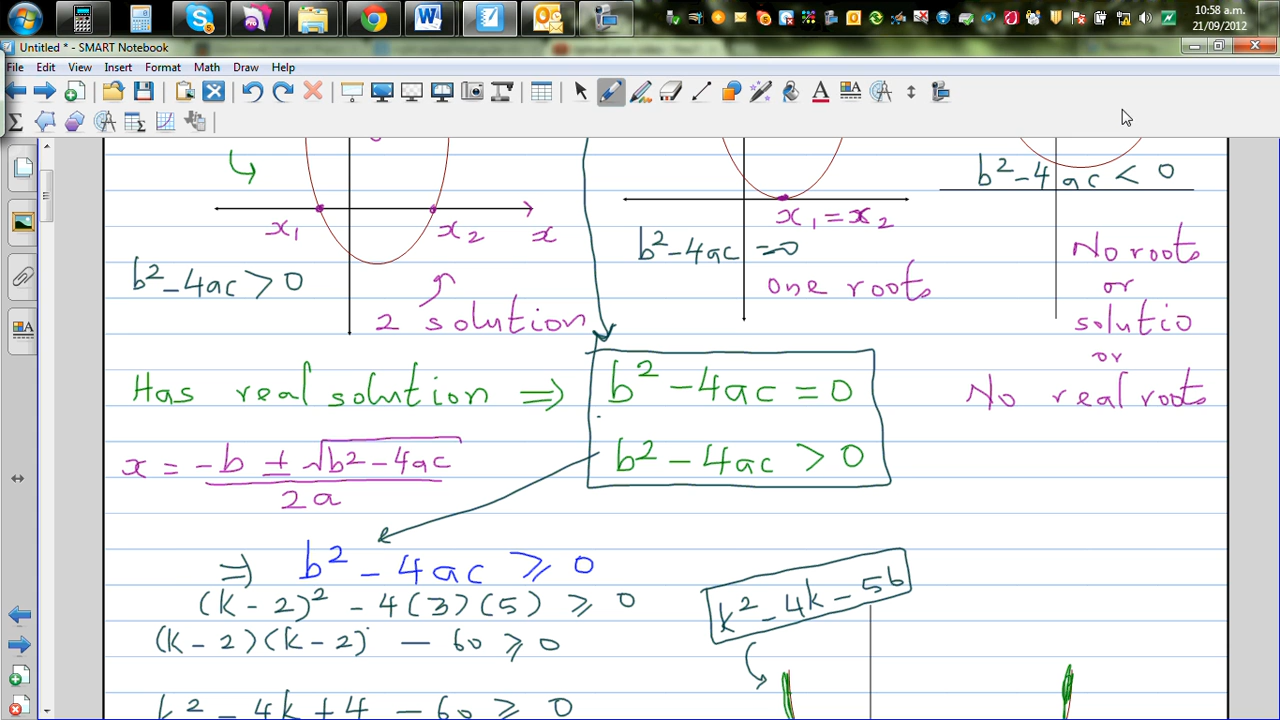 10:58 a.m.
21/09/2012
Untitled * - SMART Notebook
File Edit View Insert Format Math Draw Help
x₁ x₂ x
b² - 4ac > 0
2 solution
x₁ = x₂
b² - 4ac = 0
one roots
b² - 4ac < 0
No roots
or
solutio
or
No real roots
Has real solution ⇒ b² - 4ac = 0
b² - 4ac > 0
x = -b ± √b² - 4ac
2a
⇒ b² - 4ac ⩾ 0
(k - 2)² - 4(3)(5) ⩾ 0
(k - 2)(k - 2) - 60 ⩾ 0
k² - 4k + 4 - 60 ⩾ 0
k² - 4k - 56